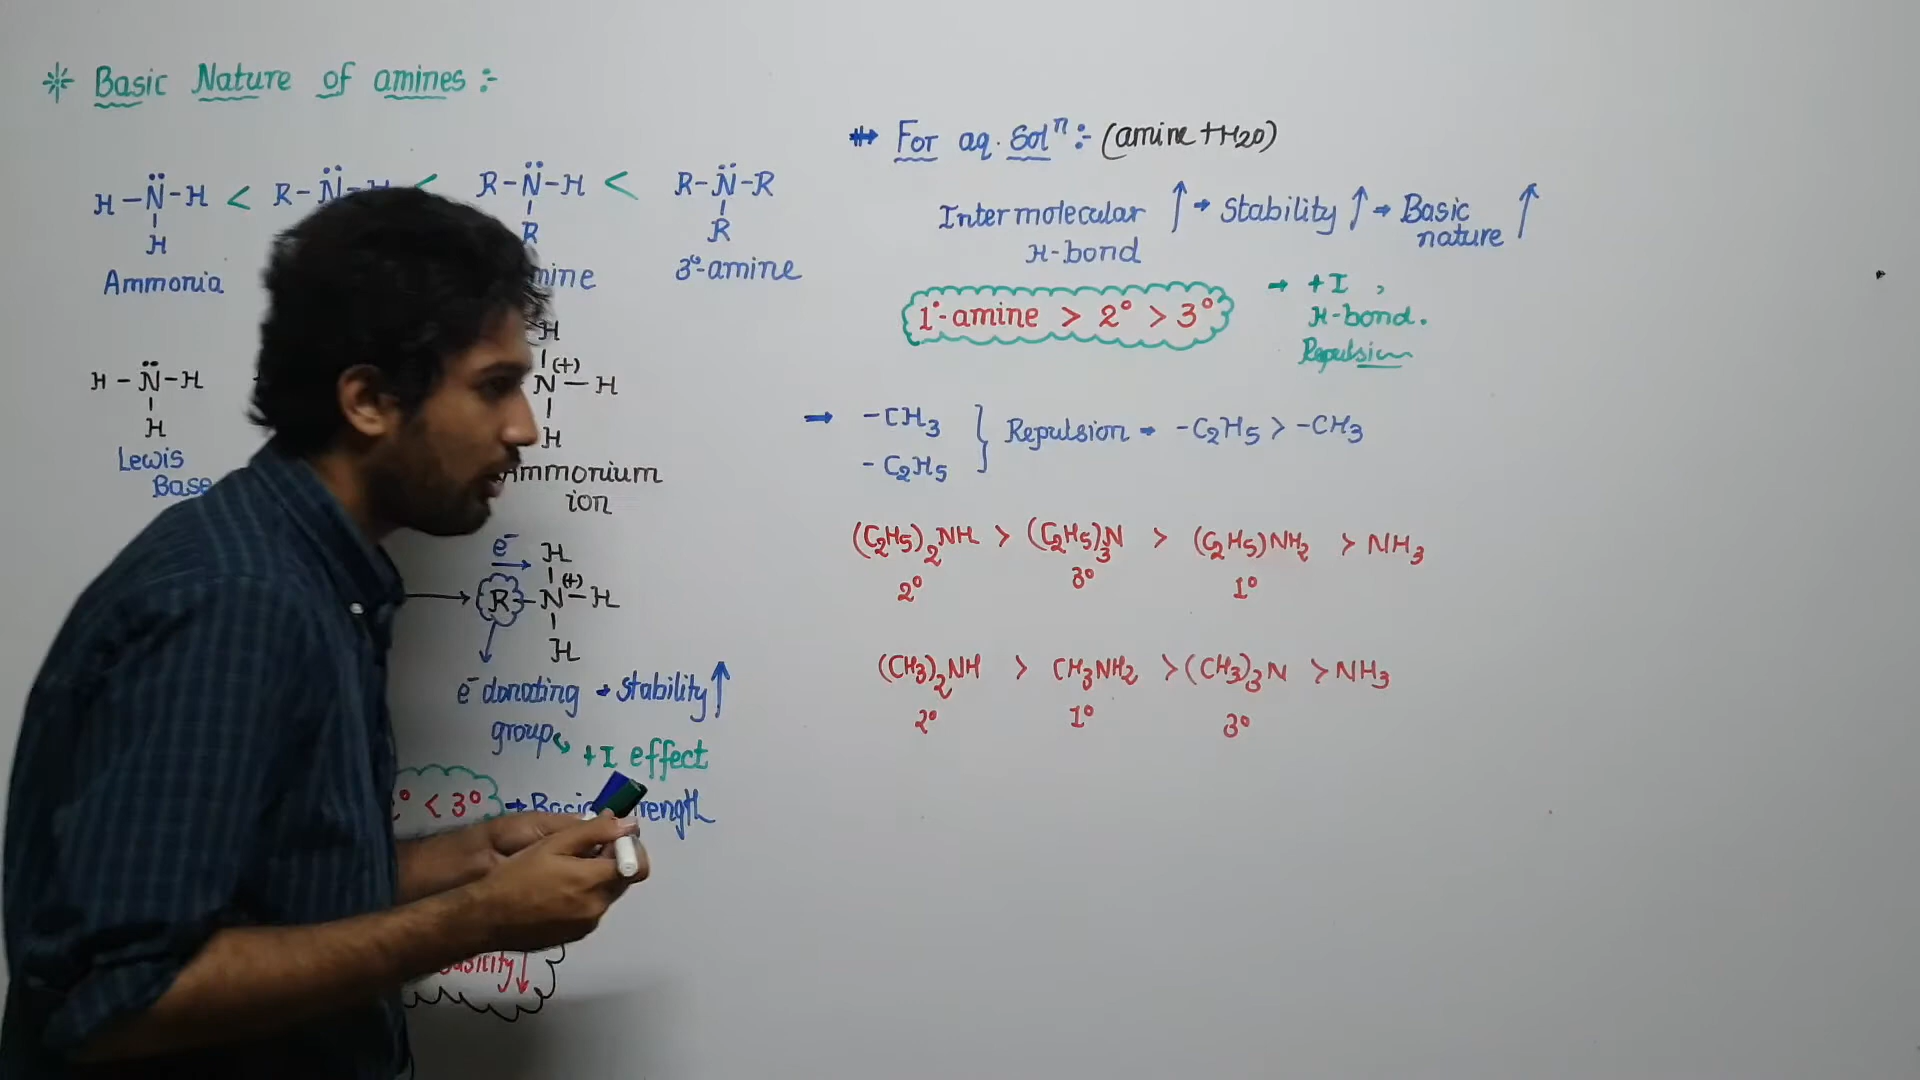 * Basic Nature of amines :-
H-N̈-H < R-N̈-H < R-N̈-H < R-N̈-R
H R R
Ammonia mine 3°-amine
H
H-N̈-H N(+)-H
H H
Lewis Base
Ammonium ion
e⁻ H
R-N(+)-H
H
e⁻ donating group → stability ↑
+I effect
° < 3° → Basic
basicity ↓
⇸ For aq. Solⁿ :- (amine + H2O)
Intermolecular H-bond ↑ → Stability ↑ → Basic nature ↑
1°-amine > 2° > 3°
→ +I ,
H-bond.
Repulsion
→ -CH3
-C2H5 } Repulsion → -C2H5 > -CH3
(C2H5)2NH > (C2H5)3N > (C2H5)NH2 > NH3
2° 3° 1°
(CH3)2NH > CH3NH2 > (CH3)3N > NH3
2° 1° 3°